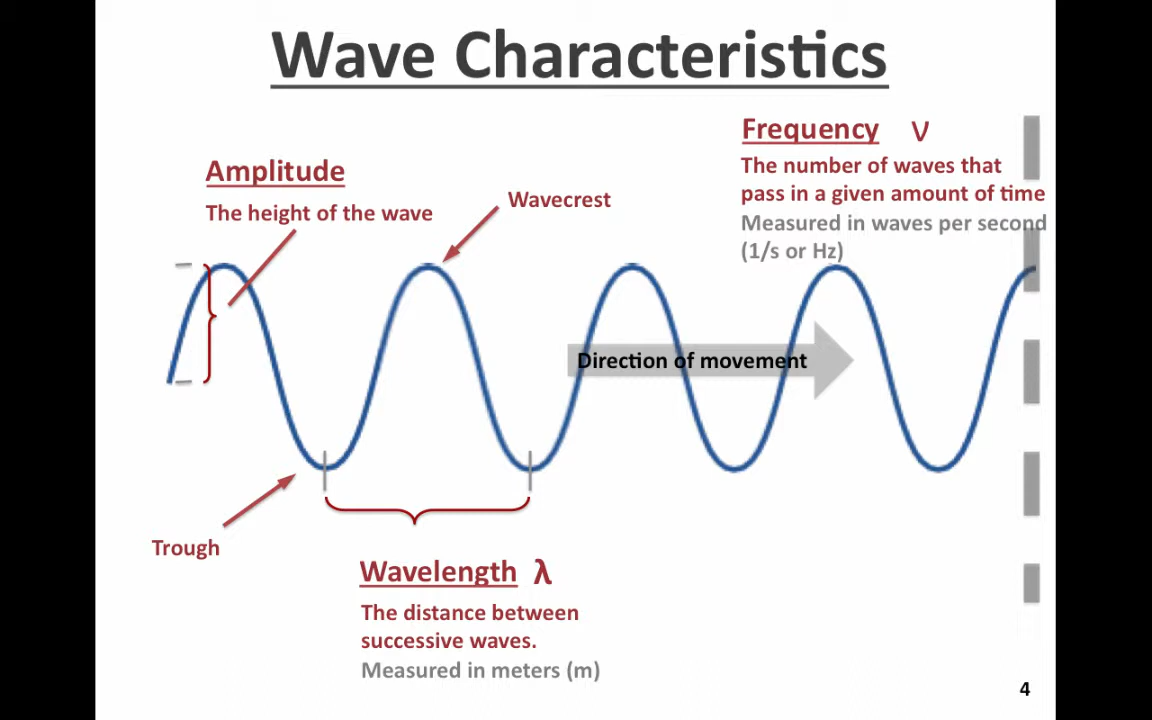 Wave Characteristics
Frequency ν
The number of waves that
pass in a given amount of time
Measured in waves per second
(1/s or Hz)
Amplitude
The height of the wave
Wavecrest
Direction of movement
Trough
Wavelength λ
The distance between
successive waves.
Measured in meters (m)
4